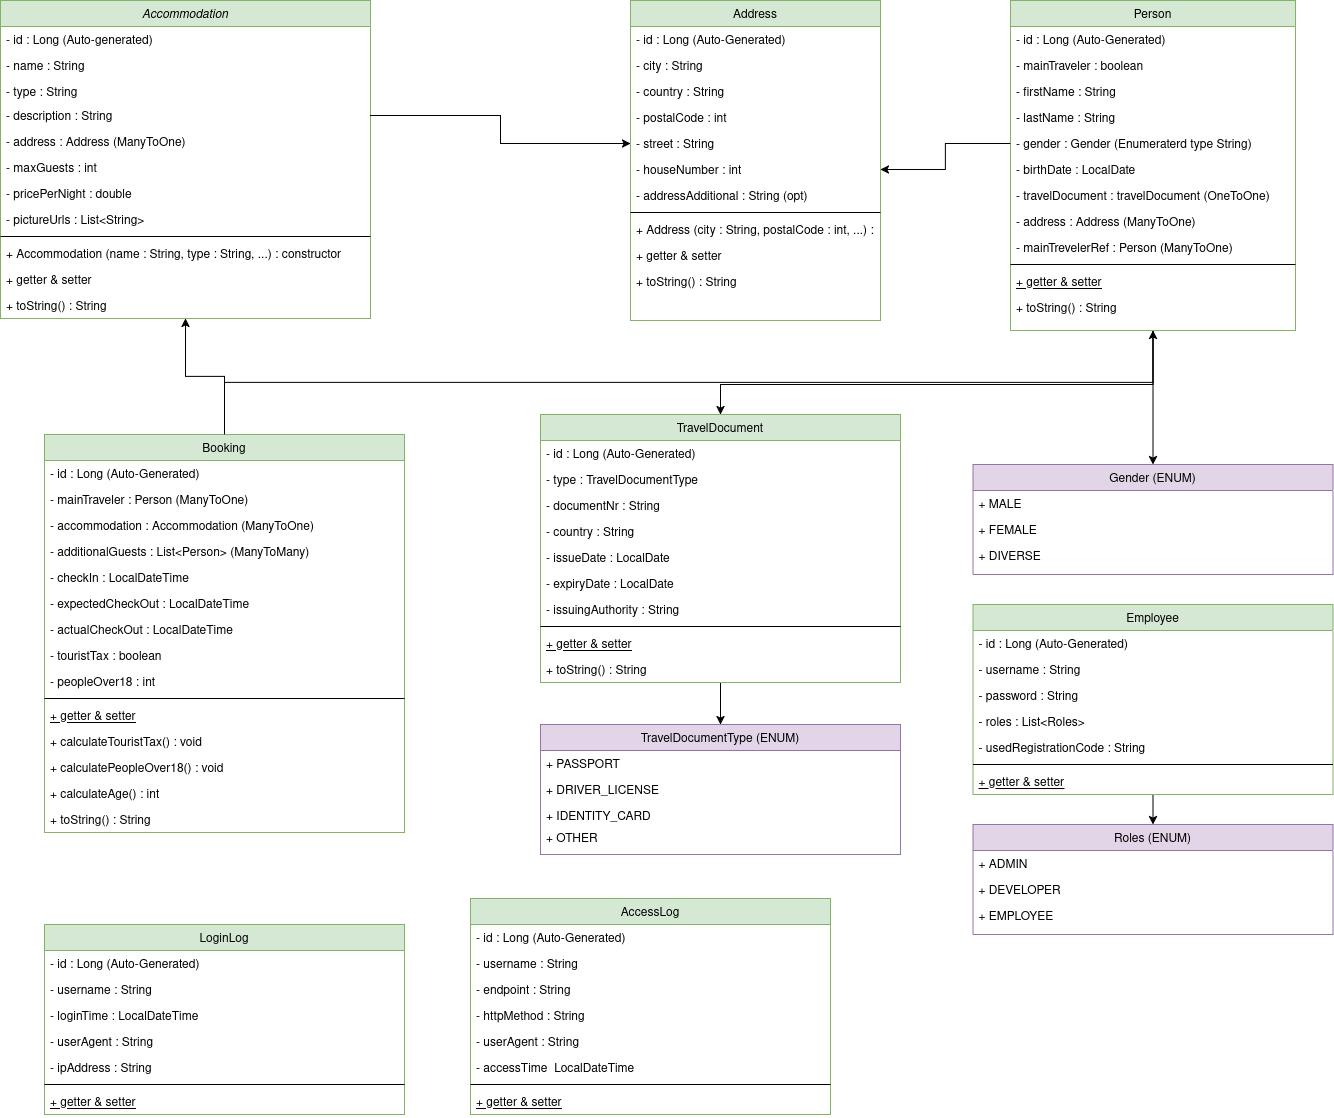 Accommodation
- id : Long (Auto-generated)
- name : String
- type : String
- description : String
- address : Address (ManyToOne)
- maxGuests : int
- pricePerNight : double
- pictureUrls : List<String>
+ Accommodation (name : String, type : String, ...) : constructor
+ getter & setter
+ toString() : String
Address
- id : Long (Auto-Generated)
- city : String
- country : String
- postalCode : int
- street : String
- houseNumber : int
- addressAdditional : String (opt)
+ Address (city : String, postalCode : int, ...) :
+ getter & setter
+ toString() : String
Person
- id : Long (Auto-Generated)
- mainTraveler : boolean
- firstName : String
- lastName : String
- gender : Gender (Enumeraterd type String)
- birthDate : LocalDate
- travelDocument : travelDocument (OneToOne)
- address : Address (ManyToOne)
- mainTrevelerRef : Person (ManyToOne)
+ getter & setter
+ toString() : String
Booking
- id : Long (Auto-Generated)
- mainTraveler : Person (ManyToOne)
- accommodation : Accommodation (ManyToOne)
- additionalGuests : List<Person> (ManyToMany)
- checkIn : LocalDateTime
- expectedCheckOut : LocalDateTime
- actualCheckOut : LocalDateTime
- touristTax : boolean
- peopleOver18 : int
+ getter & setter
+ calculateTouristTax() : void
+ calculatePeopleOver18() : void
+ calculateAge() : int
+ toString() : String
TravelDocument
- id : Long (Auto-Generated)
- type : TravelDocumentType
- documentNr : String
- country : String
- issueDate : LocalDate
- expiryDate : LocalDate
- issuingAuthority : String
+ getter & setter
+ toString() : String
Gender (ENUM)
+ MALE
+ FEMALE
+ DIVERSE
Employee
- id : Long (Auto-Generated)
- username : String
- password : String
- roles : List<Roles>
- usedRegistrationCode : String
+ getter & setter
TravelDocumentType (ENUM)
+ PASSPORT
+ DRIVER_LICENSE
+ IDENTITY_CARD
+ OTHER
Roles (ENUM)
+ ADMIN
+ DEVELOPER
+ EMPLOYEE
LoginLog
- id : Long (Auto-Generated)
- username : String
- loginTime : LocalDateTime
- userAgent : String
- ipAddress : String
+ getter & setter
AccessLog
- id : Long (Auto-Generated)
- username : String
- endpoint : String
- httpMethod : String
- userAgent : String
- accessTime  LocalDateTime
+ getter & setter